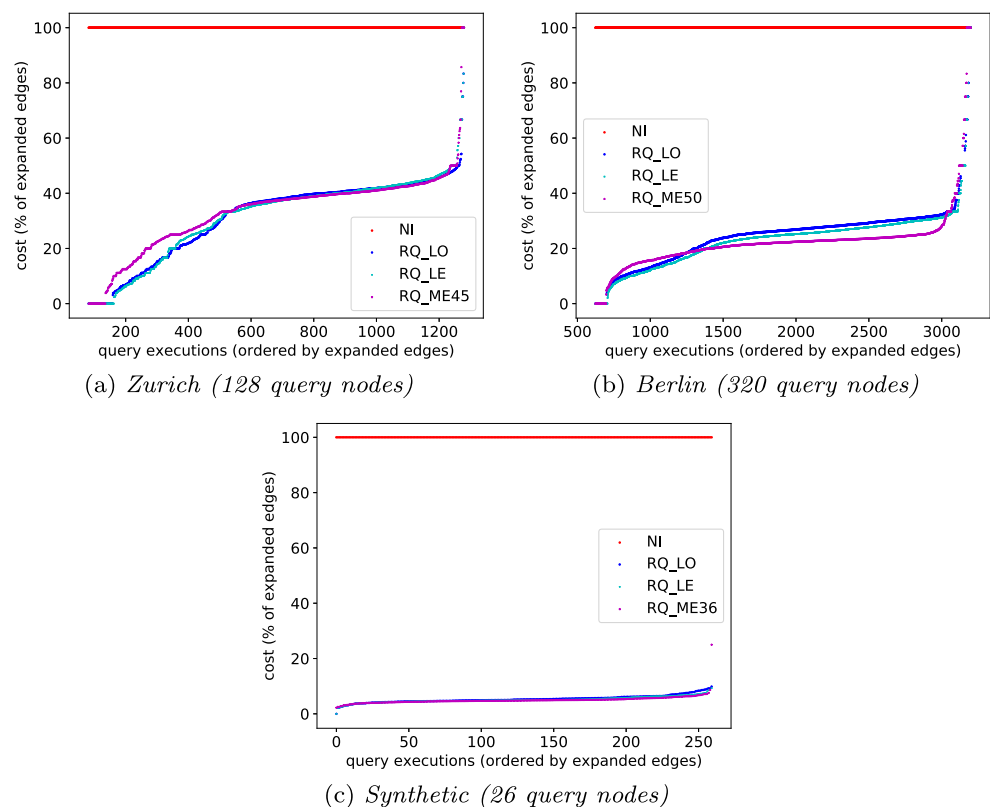 100
80
60
40
20
0
cost (% of expanded edges)
NI
RQ_LO
RQ_LE
RQ_ME45
200 400 600 800 1000 1200
query executions (ordered by expanded edges)
(a) Zurich (128 query nodes)
100
80
60
40
20
0
cost (% of expanded edges)
NI
RQ_LO
RQ_LE
RQ_ME50
500 1000 1500 2000 2500 3000
query executions (ordered by expanded edges)
(b) Berlin (320 query nodes)
100
80
60
40
20
0
cost (% of expanded edges)
NI
RQ_LO
RQ_LE
RQ_ME36
0 50 100 150 200 250
query executions (ordered by expanded edges)
(c) Synthetic (26 query nodes)